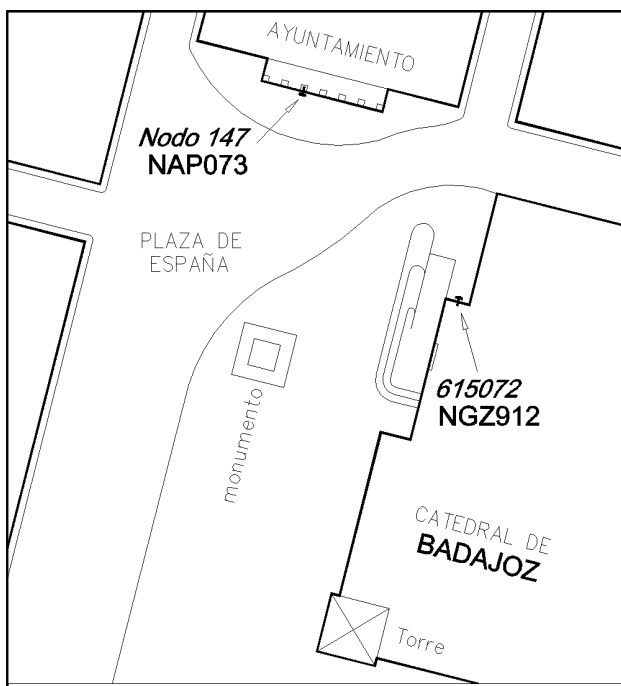 AYUNTAMIENTO
Nodo 147
NAP073
PLAZA DE
ESPAÑA
615072
NGZ912
monumento
CATEDRAL DE
BADAJOZ
Torre